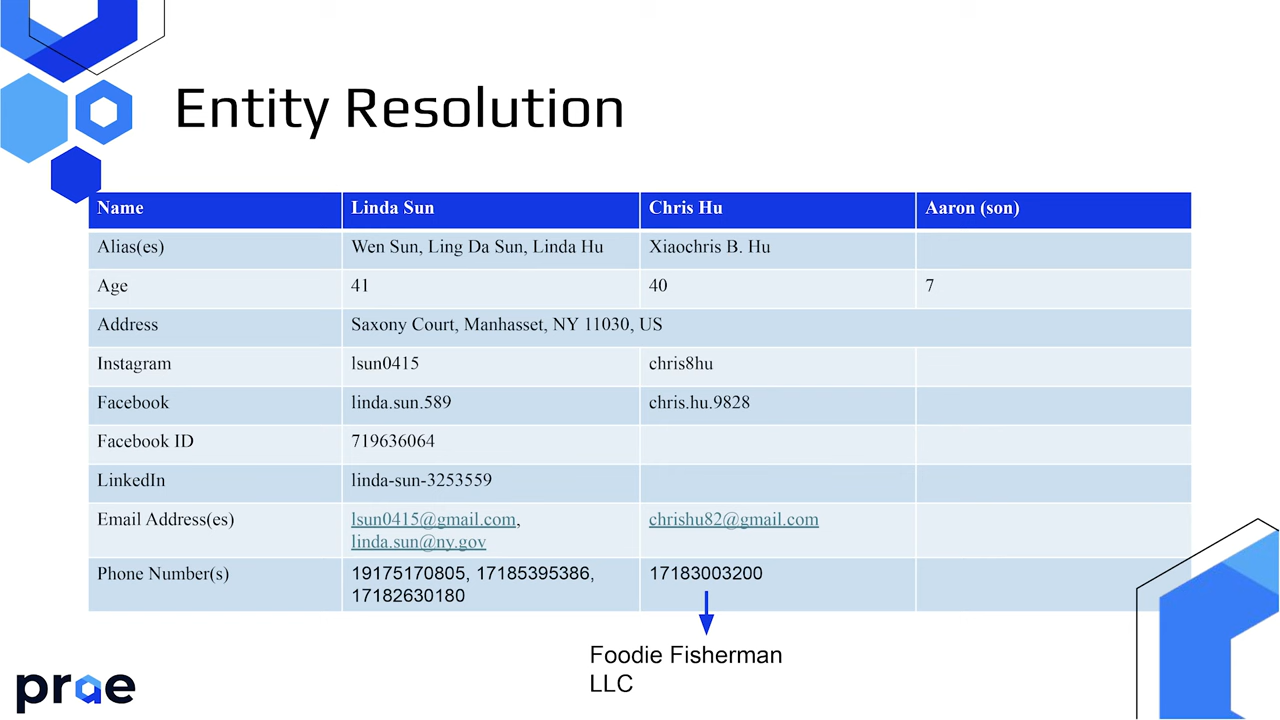 Entity Resolution
Name Linda Sun Chris Hu Aaron (son)
Alias(es) Wen Sun, Ling Da Sun, Linda Hu Xiaochris B. Hu
Age 41 40 7
Address Saxony Court, Manhasset, NY 11030, US
Instagram lsun0415 chris8hu
Facebook linda.sun.589 chris.hu.9828
Facebook ID 719636064
LinkedIn linda-sun-3253559
Email Address(es) lsun0415@gmail.com, chrishu82@gmail.com
linda.sun@ny.gov
Phone Number(s) 19175170805, 17185395386, 17183003200
17182630180
Foodie Fisherman
LLC
prae